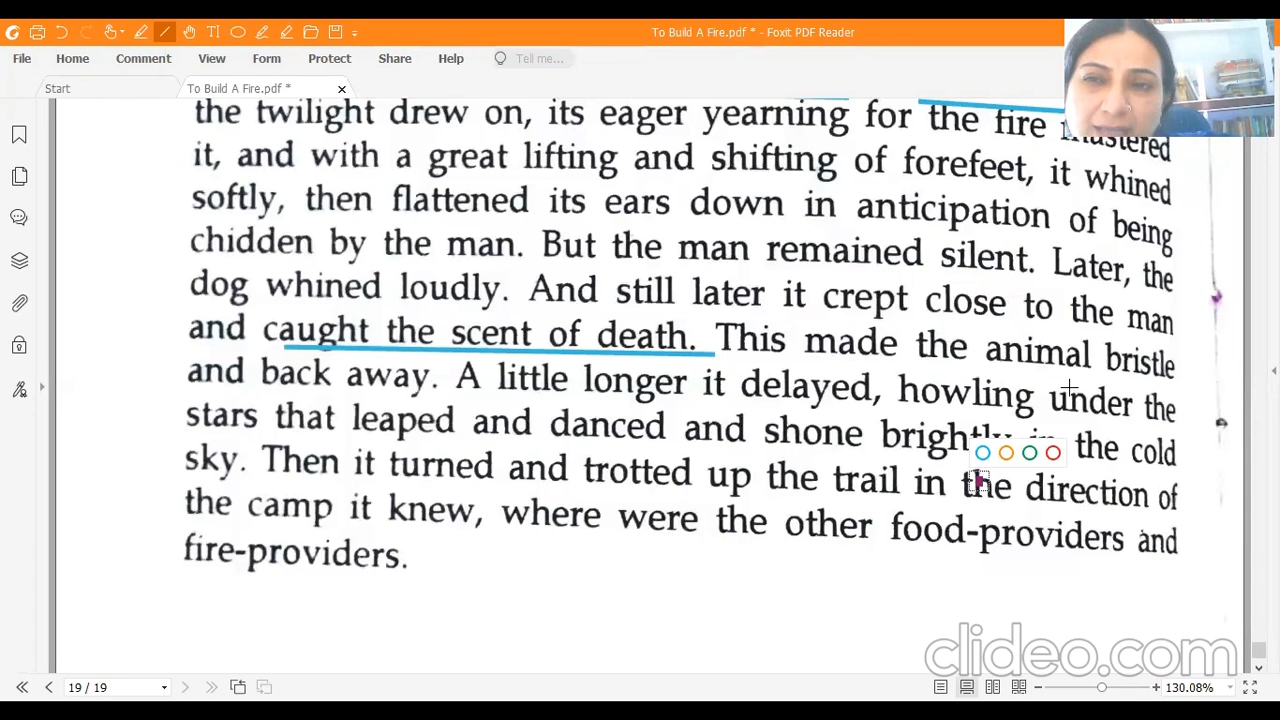 To Build A Fire.pdf * - Foxit PDF Reader
File Home Comment View Form Protect Share Help Tell me...
Start To Build A Fire.pdf *
the twilight drew on, its eager yearning for the fire mastered
it, and with a great lifting and shifting of forefeet, it whined
softly, then flattened its ears down in anticipation of being
chidden by the man. But the man remained silent. Later, the
dog whined loudly. And still later it crept close to the man
and caught the scent of death. This made the animal bristle
and back away. A little longer it delayed, howling under the
stars that leaped and danced and shone brightly in the cold
sky. Then it turned and trotted up the trail in the direction of
the camp it knew, where were the other food-providers and
fire-providers.
clideo.com
19 / 19 130.08%